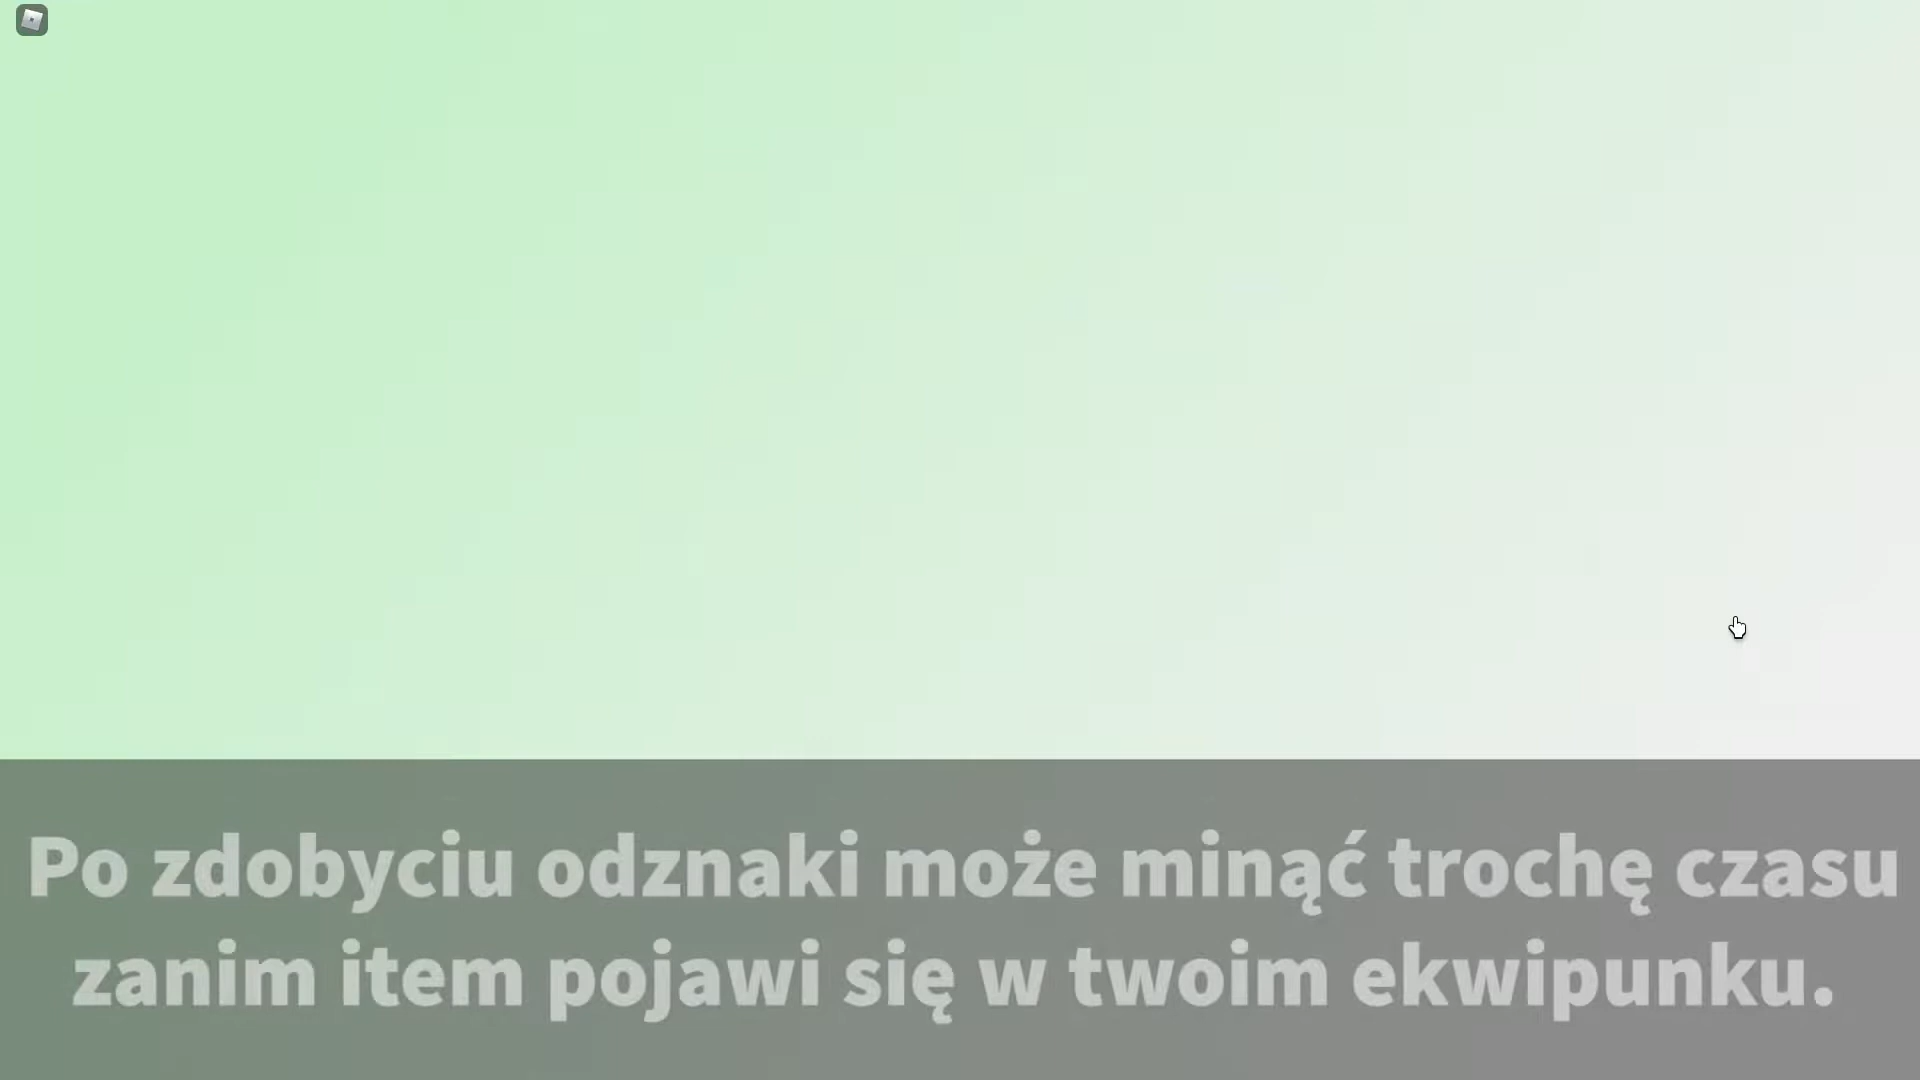 Po zdobyciu odznaki może minąć trochę czasu
zanim item pojawi się w twoim ekwipunku.